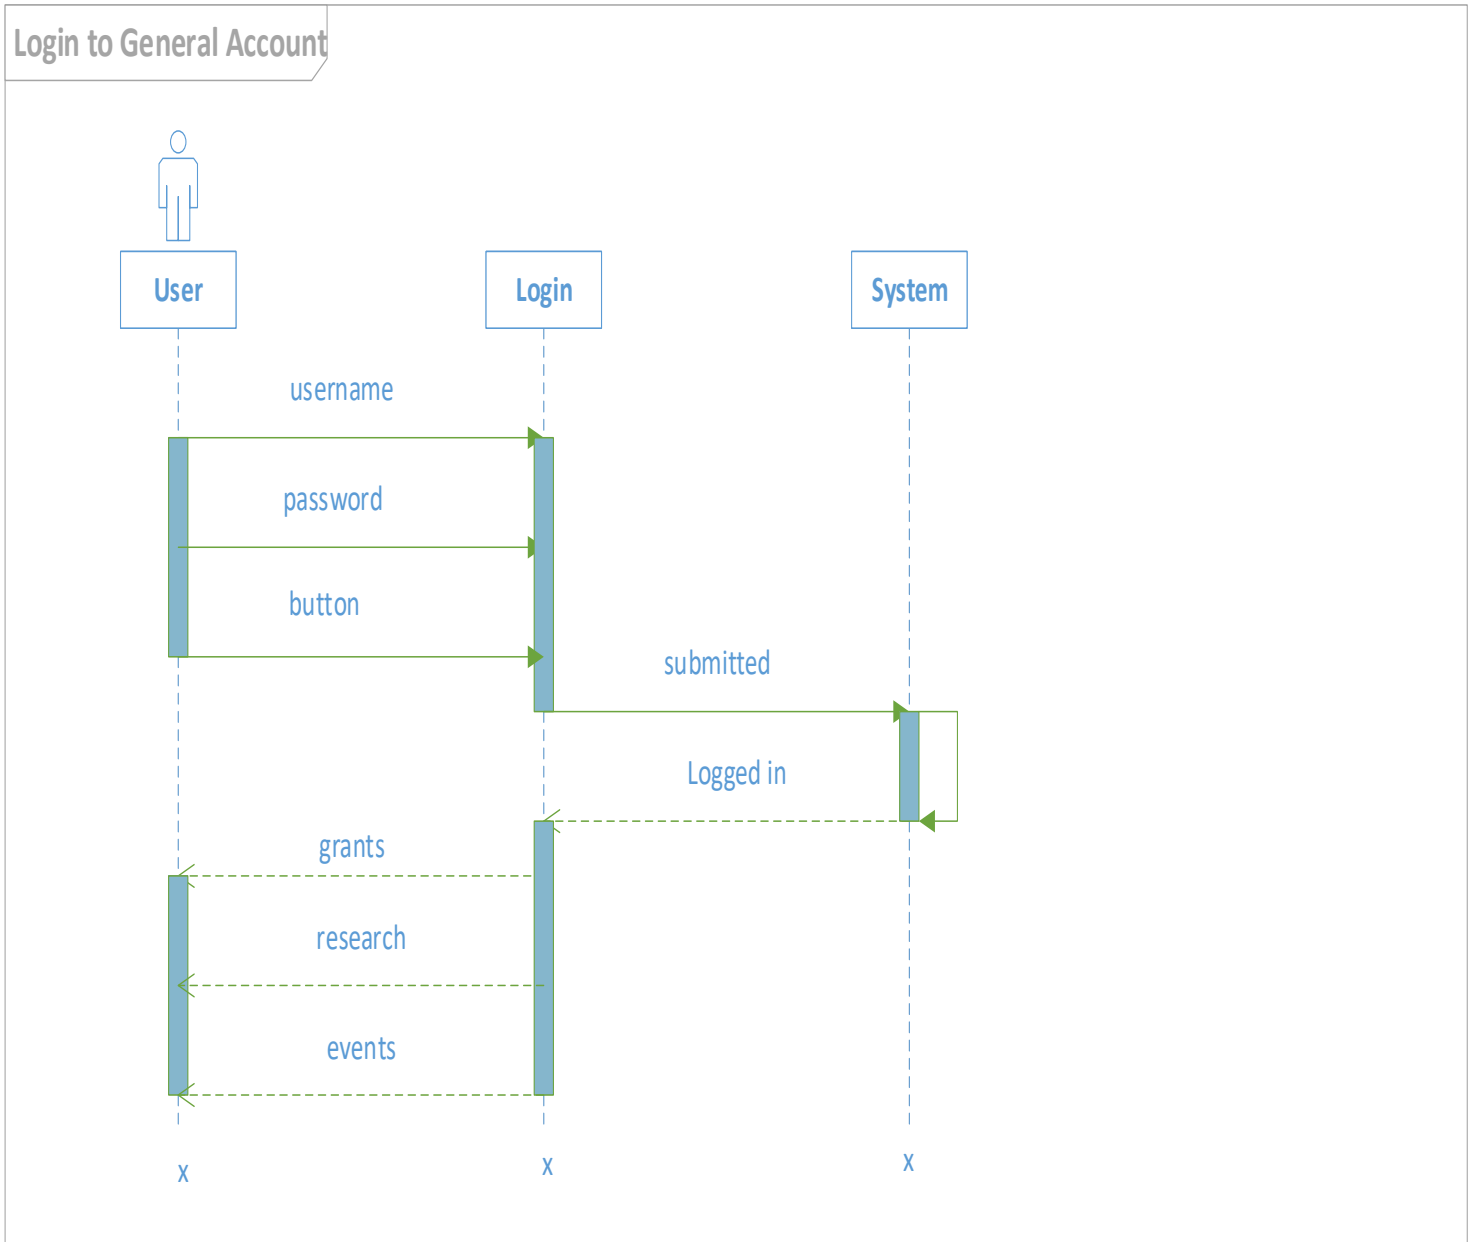 Login to General Account
User
Login
System
username
password
button
submitted
Logged in
grants
research
events
x
x
x